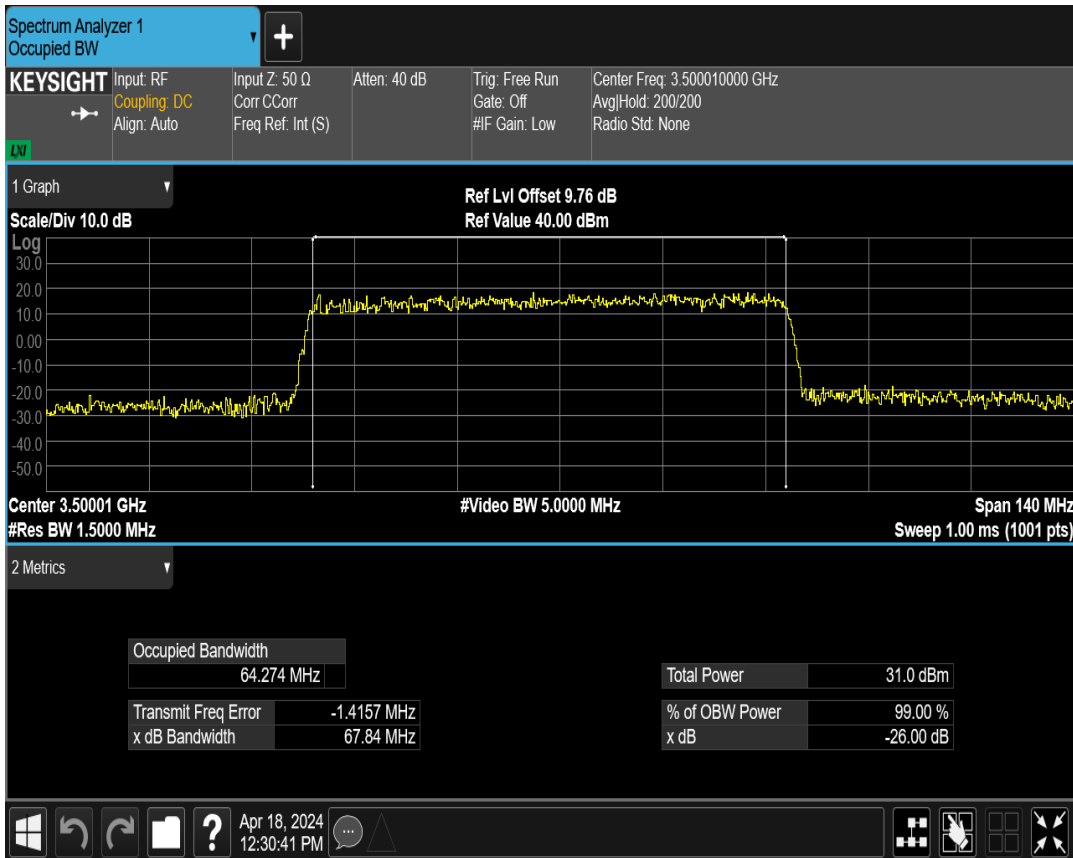 Spectrum Analyzer 1
Occupied BW
+
KEYSIGHT
LXI
Input: RF
Coupling: DC
Align: Auto
Input Z: 50 Ω
Corr CCorr
Freq Ref: Int (S)
Atten: 40 dB
Trig: Free Run
Gate: Off
#IF Gain: Low
Center Freq: 3.500010000 GHz
Avg|Hold: 200/200
Radio Std: None
1 Graph
Scale/Div 10.0 dB
Ref Lvl Offset 9.76 dB
Ref Value 40.00 dBm
Log
30.0
20.0
10.0
0.00
-10.0
-20.0
-30.0
-40.0
-50.0
Center 3.50001 GHz
#Video BW 5.0000 MHz
Span 140 MHz
#Res BW 1.5000 MHz
Sweep 1.00 ms (1001 pts)
2 Metrics
Occupied Bandwidth
64.274 MHz
Transmit Freq Error -1.4157 MHz
x dB Bandwidth 67.84 MHz
Total Power 31.0 dBm
% of OBW Power 99.00 %
x dB -26.00 dB
?
Apr 18, 2024
12:30:41 PM